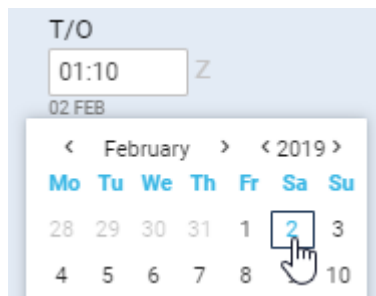 T/O
01:10 Z
02 FEB
‹ February › ‹ 2019 ›
Mo Tu We Th Fr Sa Su
28 29 30 31 1 2 3
4 5 6 7 8 10